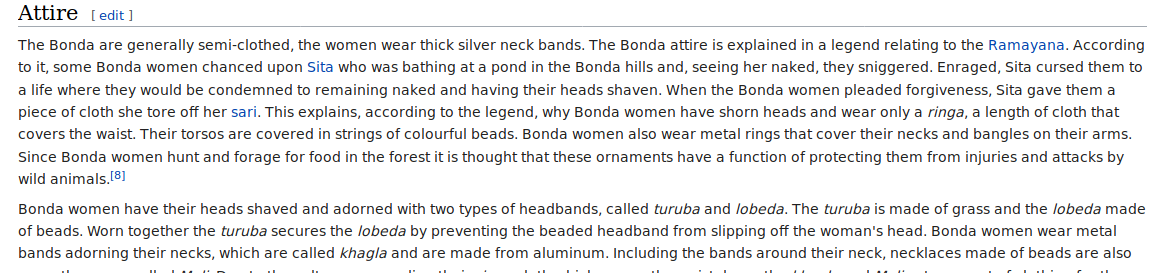 Attire [ edit ]
The Bonda are generally semi-clothed, the women wear thick silver neck bands. The Bonda attire is explained in a legend relating to the Ramayana. According
to it, some Bonda women chanced upon Sita who was bathing at a pond in the Bonda hills and, seeing her naked, they sniggered. Enraged, Sita cursed them to
a life where they would be condemned to remaining naked and having their heads shaven. When the Bonda women pleaded forgiveness, Sita gave them a
piece of cloth she tore off her sari. This explains, according to the legend, why Bonda women have shorn heads and wear only a ringa, a length of cloth that
covers the waist. Their torsos are covered in strings of colourful beads. Bonda women also wear metal rings that cover their necks and bangles on their arms.
Since Bonda women hunt and forage for food in the forest it is thought that these ornaments have a function of protecting them from injuries and attacks by
wild animals.[8]
Bonda women have their heads shaved and adorned with two types of headbands, called turuba and lobeda. The turuba is made of grass and the lobeda made
of beads. Worn together the turuba secures the lobeda by preventing the beaded headband from slipping off the woman's head. Bonda women wear metal
bands adorning their necks, which are called khagla and are made from aluminum. Including the bands around their neck, necklaces made of beads are also